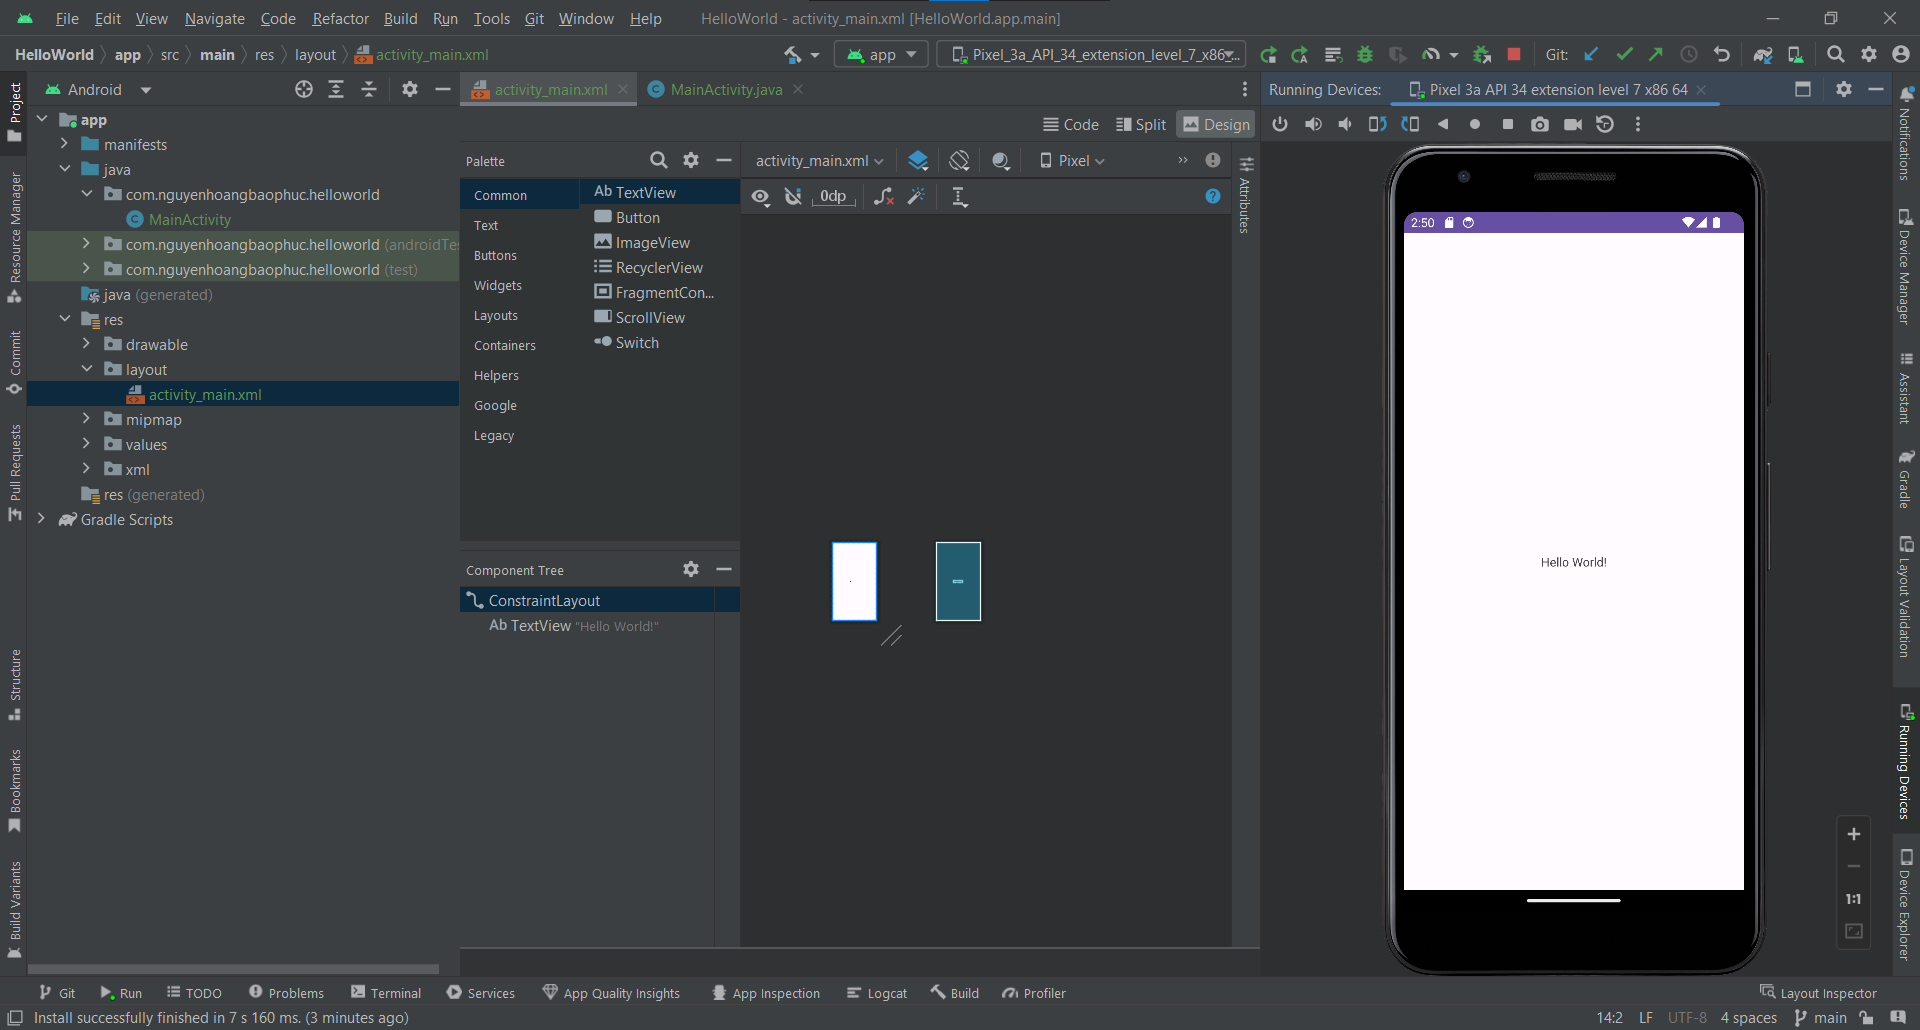 File Edit View Navigate Code Refactor Build Run Tools Git Window Help HelloWorld - activity_main.xml [HelloWorld.app.main]
HelloWorld app src main res layout activity_main.xml app Pixel_3a_API_34_extension_level_7_x86... Git:
Android activity_main.xml MainActivity.java Running Devices: Pixel 3a API 34 extension level 7 x86 64
Code Split Design
Project
Resource Manager
Commit
Pull Requests
Structure
Bookmarks
Build Variants
app
manifests
java
com.nguyenhoangbaophuc.helloworld
MainActivity
com.nguyenhoangbaophuc.helloworld (androidTes
com.nguyenhoangbaophuc.helloworld (test)
java (generated)
res
drawable
layout
activity_main.xml
mipmap
values
xml
res (generated)
Gradle Scripts
Palette
Common
Text
Buttons
Widgets
Layouts
Containers
Helpers
Google
Legacy
Ab TextView
Button
ImageView
RecyclerView
FragmentCon...
ScrollView
Switch
Component Tree
ConstraintLayout
Ab TextView "Hello World!"
activity_main.xml Pixel
0dp
Attributes
2:50
Hello World!
1:1
Notifications
Device Manager
Assistant
Gradle
Layout Validation
Running Devices
Device Explorer
Git Run TODO Problems Terminal Services App Quality Insights App Inspection Logcat Build Profiler Layout Inspector
Install successfully finished in 7 s 160 ms. (3 minutes ago) 14:2 LF UTF-8 4 spaces main